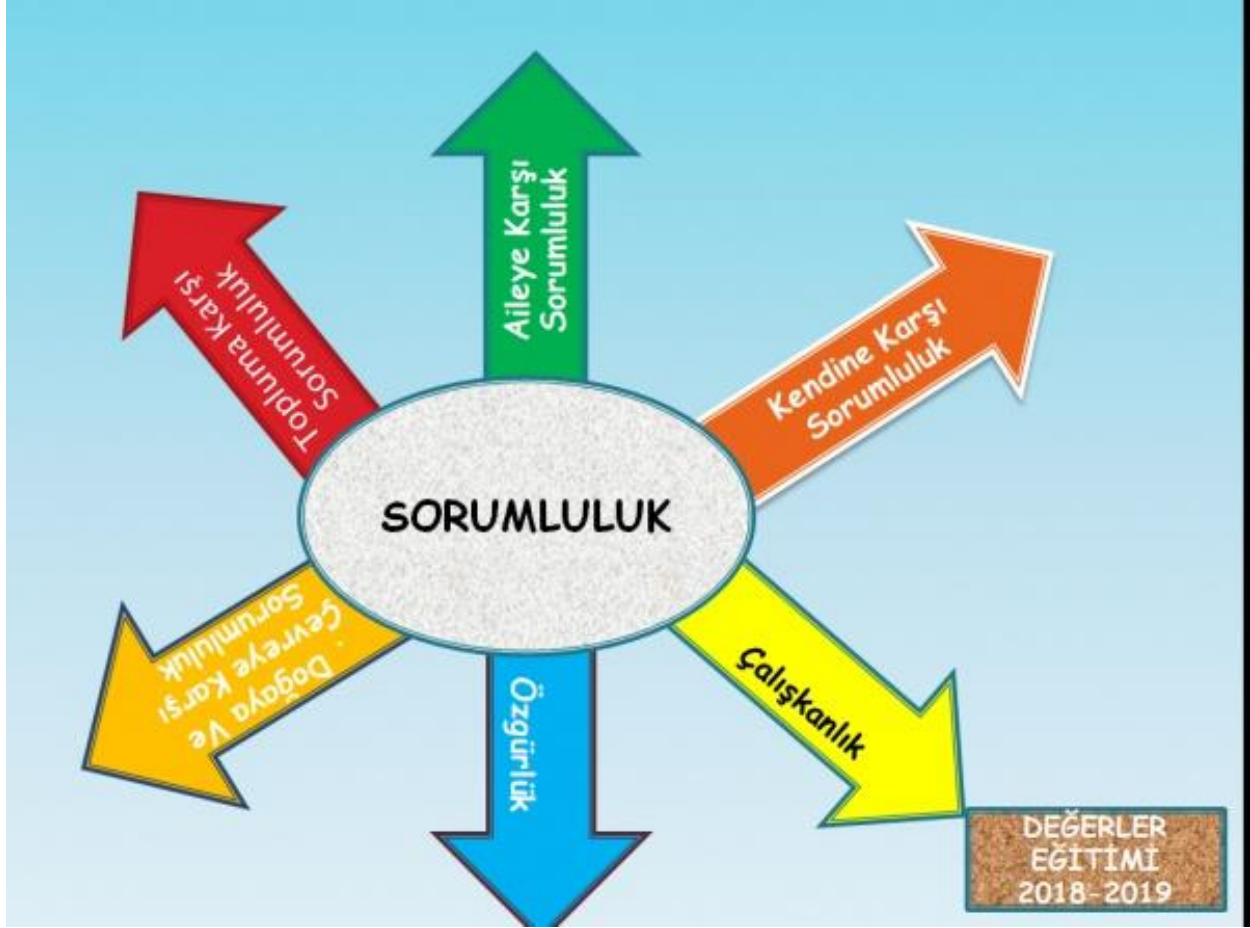 Aileye Karşı
Sorumluluk
Kendine Karşı
Sorumluluk
Topluma Karşı
Sorumluluk
SORUMLULUK
Doğaya Ve
Çevreye Karşı
Sorumluluk
Özgürlük
Çalışkanlık
DEĞERLER
EĞİTİMİ
2018-2019